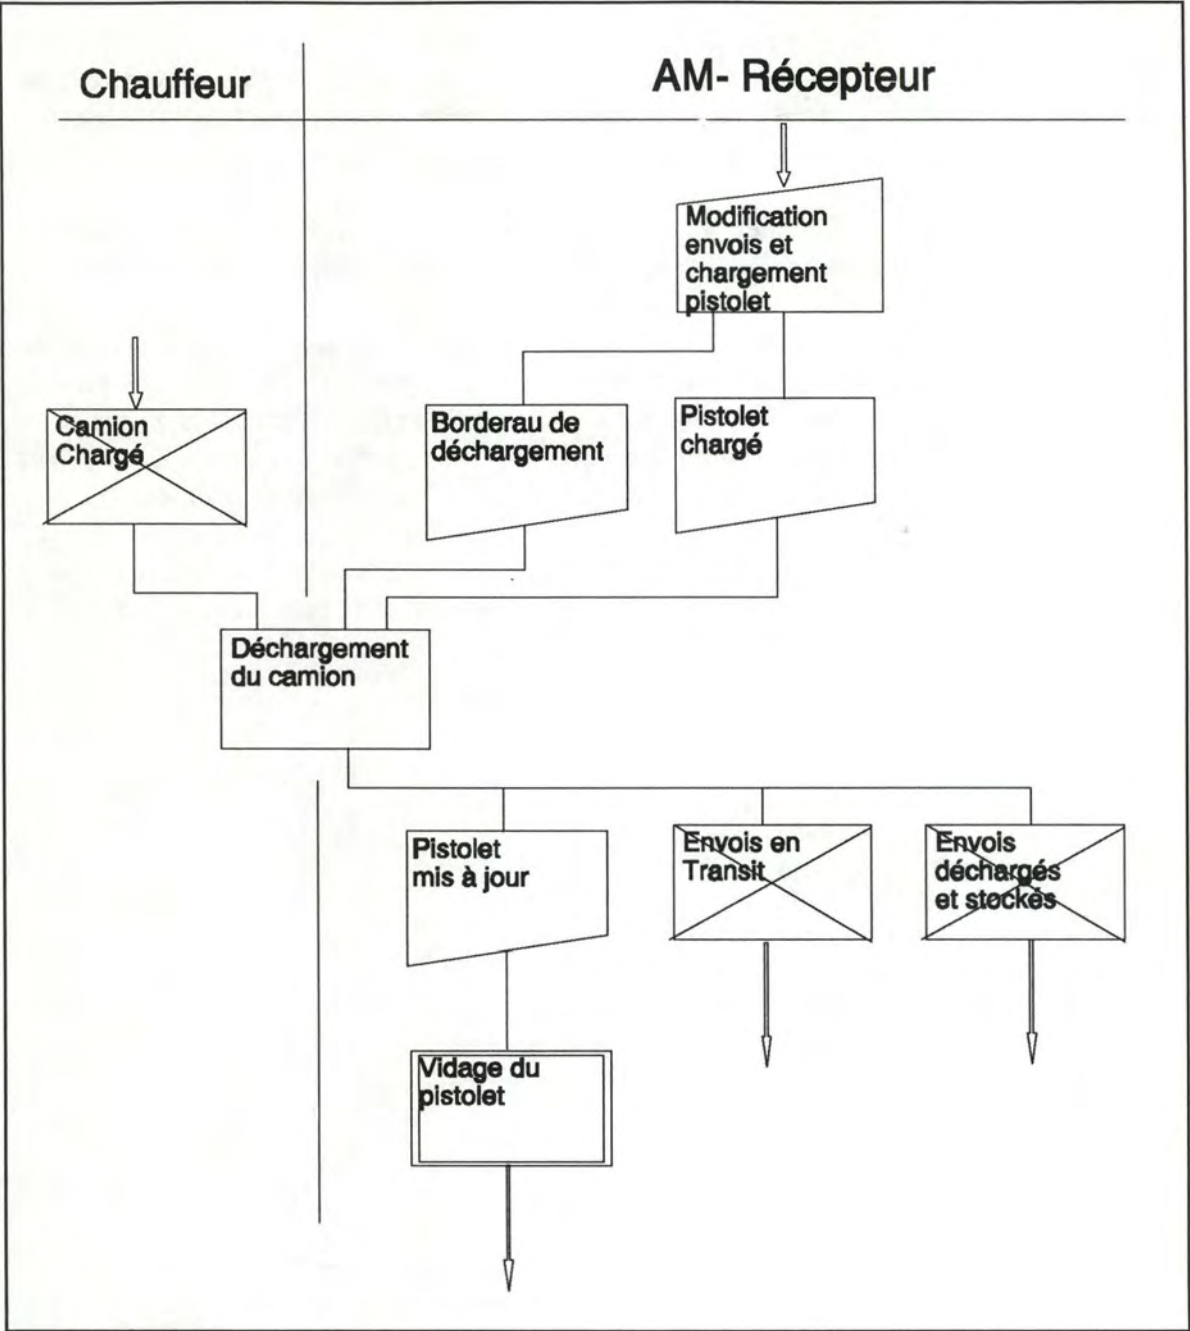 Chauffeur
AM- Récepteur
Modification
envois et
chargement
pistolet
Camion
Chargé
Borderau de
déchargement
Pistolet
chargé
Déchargement
du camion
Pistolet
mis à jour
Envois en
Transit
Envois
déchargés
et stockés
Vidage du
pistolet